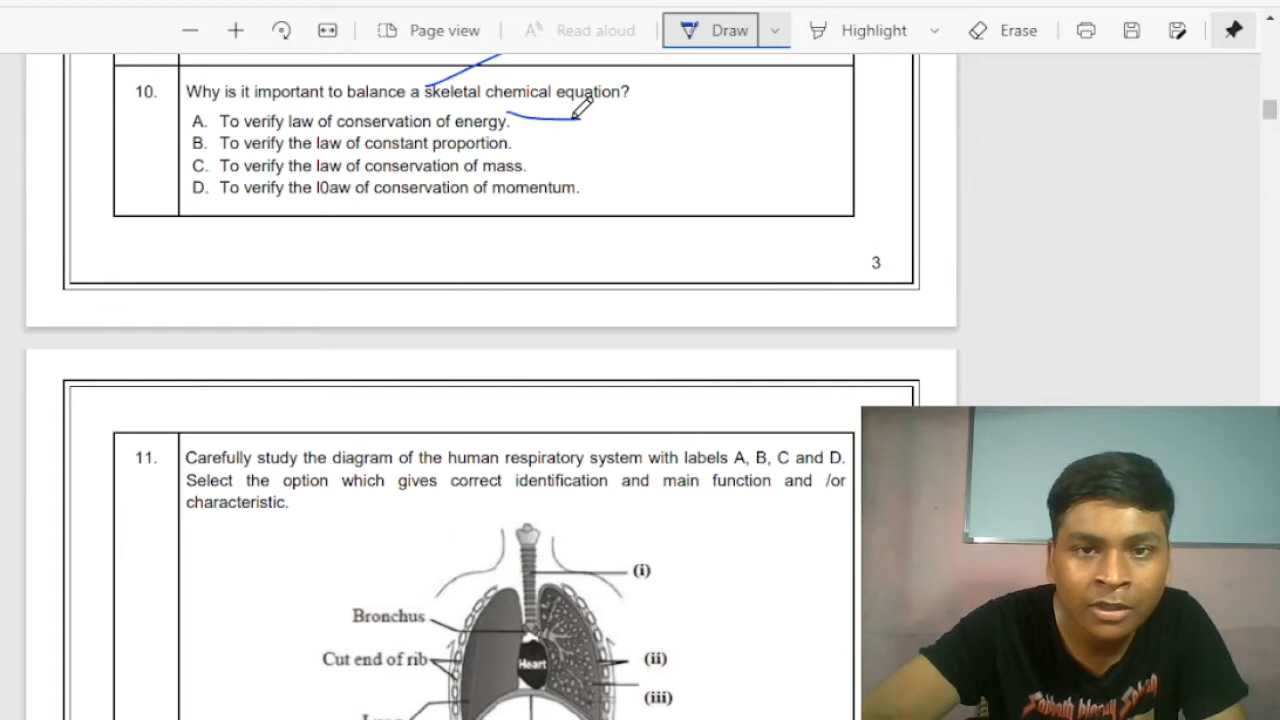 Page view
Read aloud
Draw
Highlight
Erase
10. Why is it important to balance a skeletal chemical equation?
A. To verify law of conservation of energy.
B. To verify the law of constant proportion.
C. To verify the law of conservation of mass.
D. To verify the l0aw of conservation of momentum.
3
11. Carefully study the diagram of the human respiratory system with labels A, B, C and D.
Select the option which gives correct identification and main function and /or
characteristic.
(i)
Bronchus
Cut end of rib
Heart
(ii)
(iii)